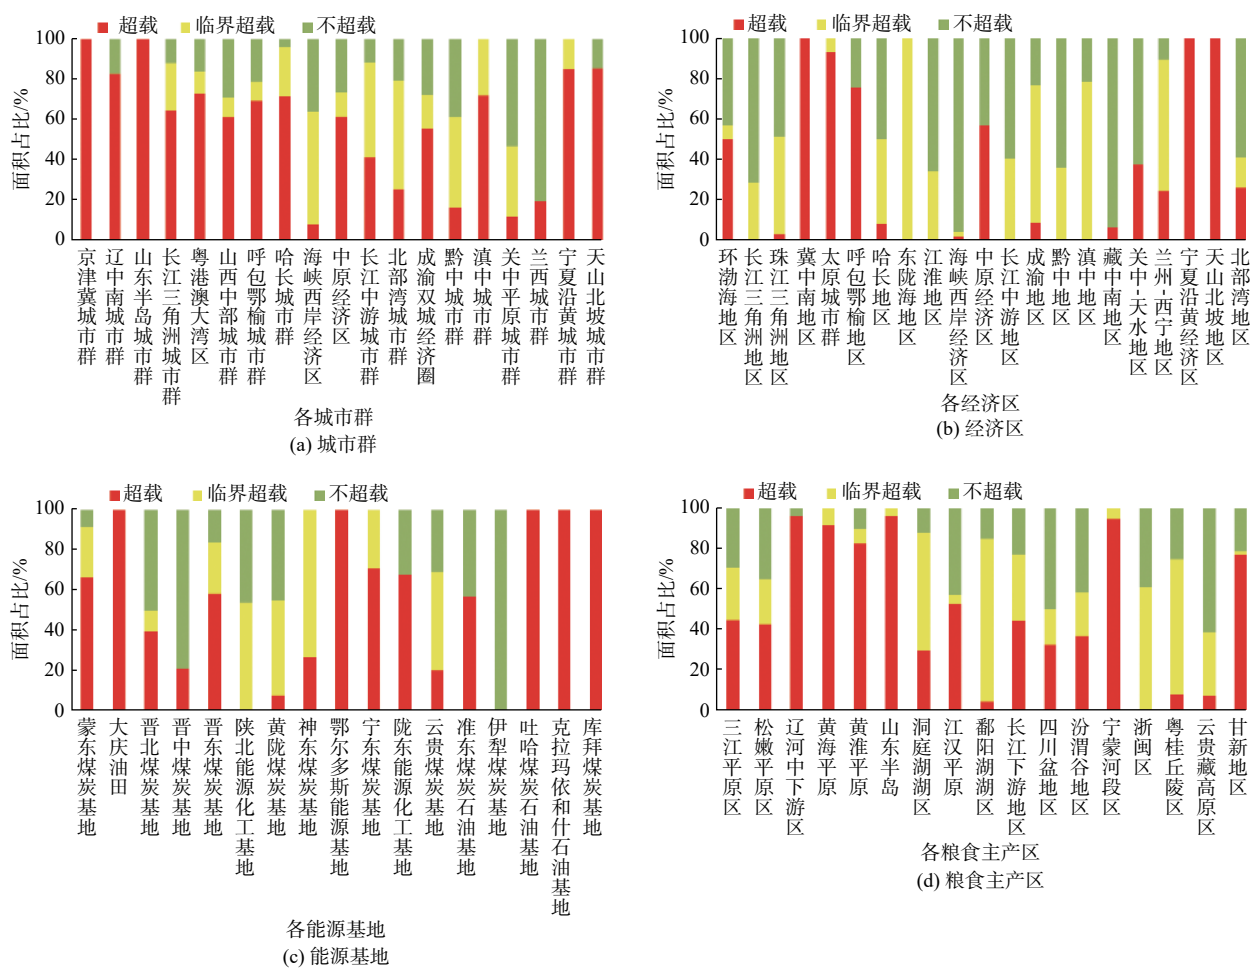 超载 临界超载 不超载
100
80
60
40
20
0
面积占比/%
京津冀城市群
辽中南城市群
山东半岛城市群
长江三角洲城市群
粤港澳大湾区
山西中部城市群
呼包鄂榆城市群
哈长城市群
海峡西岸经济区
中原经济区
长江中游城市群
北部湾城市群
成渝双城经济圈
黔中城市群
滇中城市群
关中平原城市群
兰西城市群
宁夏沿黄城市群
天山北坡城市群
各城市群
(a) 城市群
超载 临界超载 不超载
100
80
60
40
20
0
面积占比/%
环渤海地区
长江三角洲地区
珠江三角洲地区
冀中南地区
太原城市群
呼包鄂榆地区
哈长地区
东陇海地区
江淮地区
海峡西岸经济区
中原经济区
长江中游地区
成渝地区
黔中地区
滇中地区
藏中南地区
关中-天水地区
兰州-西宁地区
宁夏沿黄经济区
天山北坡地区
北部湾地区
各经济区
(b) 经济区
超载 临界超载 不超载
100
80
60
40
20
0
面积占比/%
蒙东煤炭基地
大庆油田
晋北煤炭基地
晋中煤炭基地
晋东煤炭基地
陕北能源化工基地
黄陇煤炭基地
神东煤炭基地
鄂尔多斯能源基地
宁东煤炭基地
陇东能源化工基地
云贵煤炭基地
准东煤炭石油基地
伊犁煤炭基地
吐哈煤炭石油基地
克拉玛依和什石油基地
库拜煤炭基地
各能源基地
(c) 能源基地
超载 临界超载 不超载
100
80
60
40
20
0
面积占比/%
三江平原区
松嫩平原区
辽河中下游区
黄海平原
黄淮平原
山东半岛
洞庭湖湖区
江汉平原
鄱阳湖湖区
长江下游地区
四川盆地区
汾渭谷地区
宁蒙河段区
浙闽区
粤桂丘陵区
云贵藏高原区
甘新地区
各粮食主产区
(d) 粮食主产区